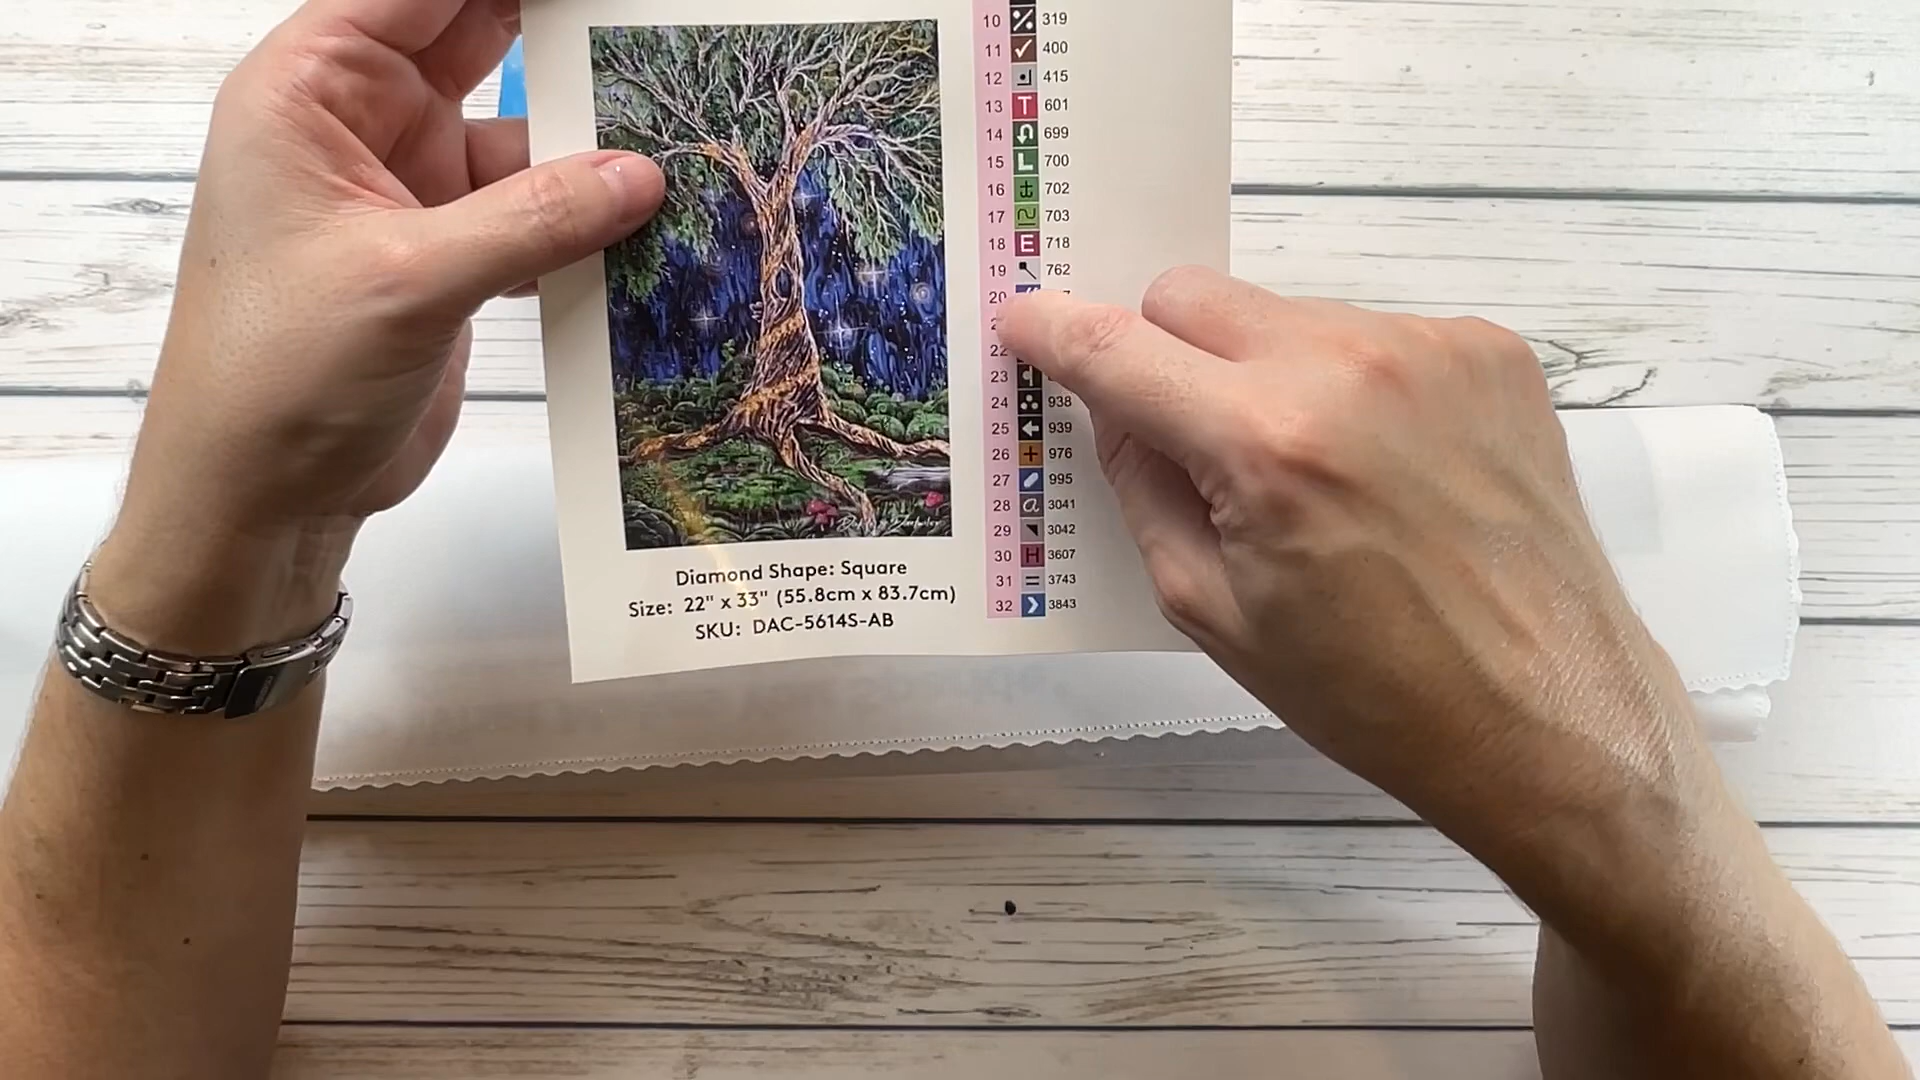 10 319
11 400
12 415
13 T 601
14 699
15 L 700
16 702
17 703
18 E 718
19 762
20
22
23
24 938
25 939
26 + 976
27 995
28 a 3041
29 3042
30 H 3607
31 = 3743
32 3843
Diamond Shape: Square
Size: 22" x 33" (55.8cm x 83.7cm)
SKU: DAC-5614S-AB